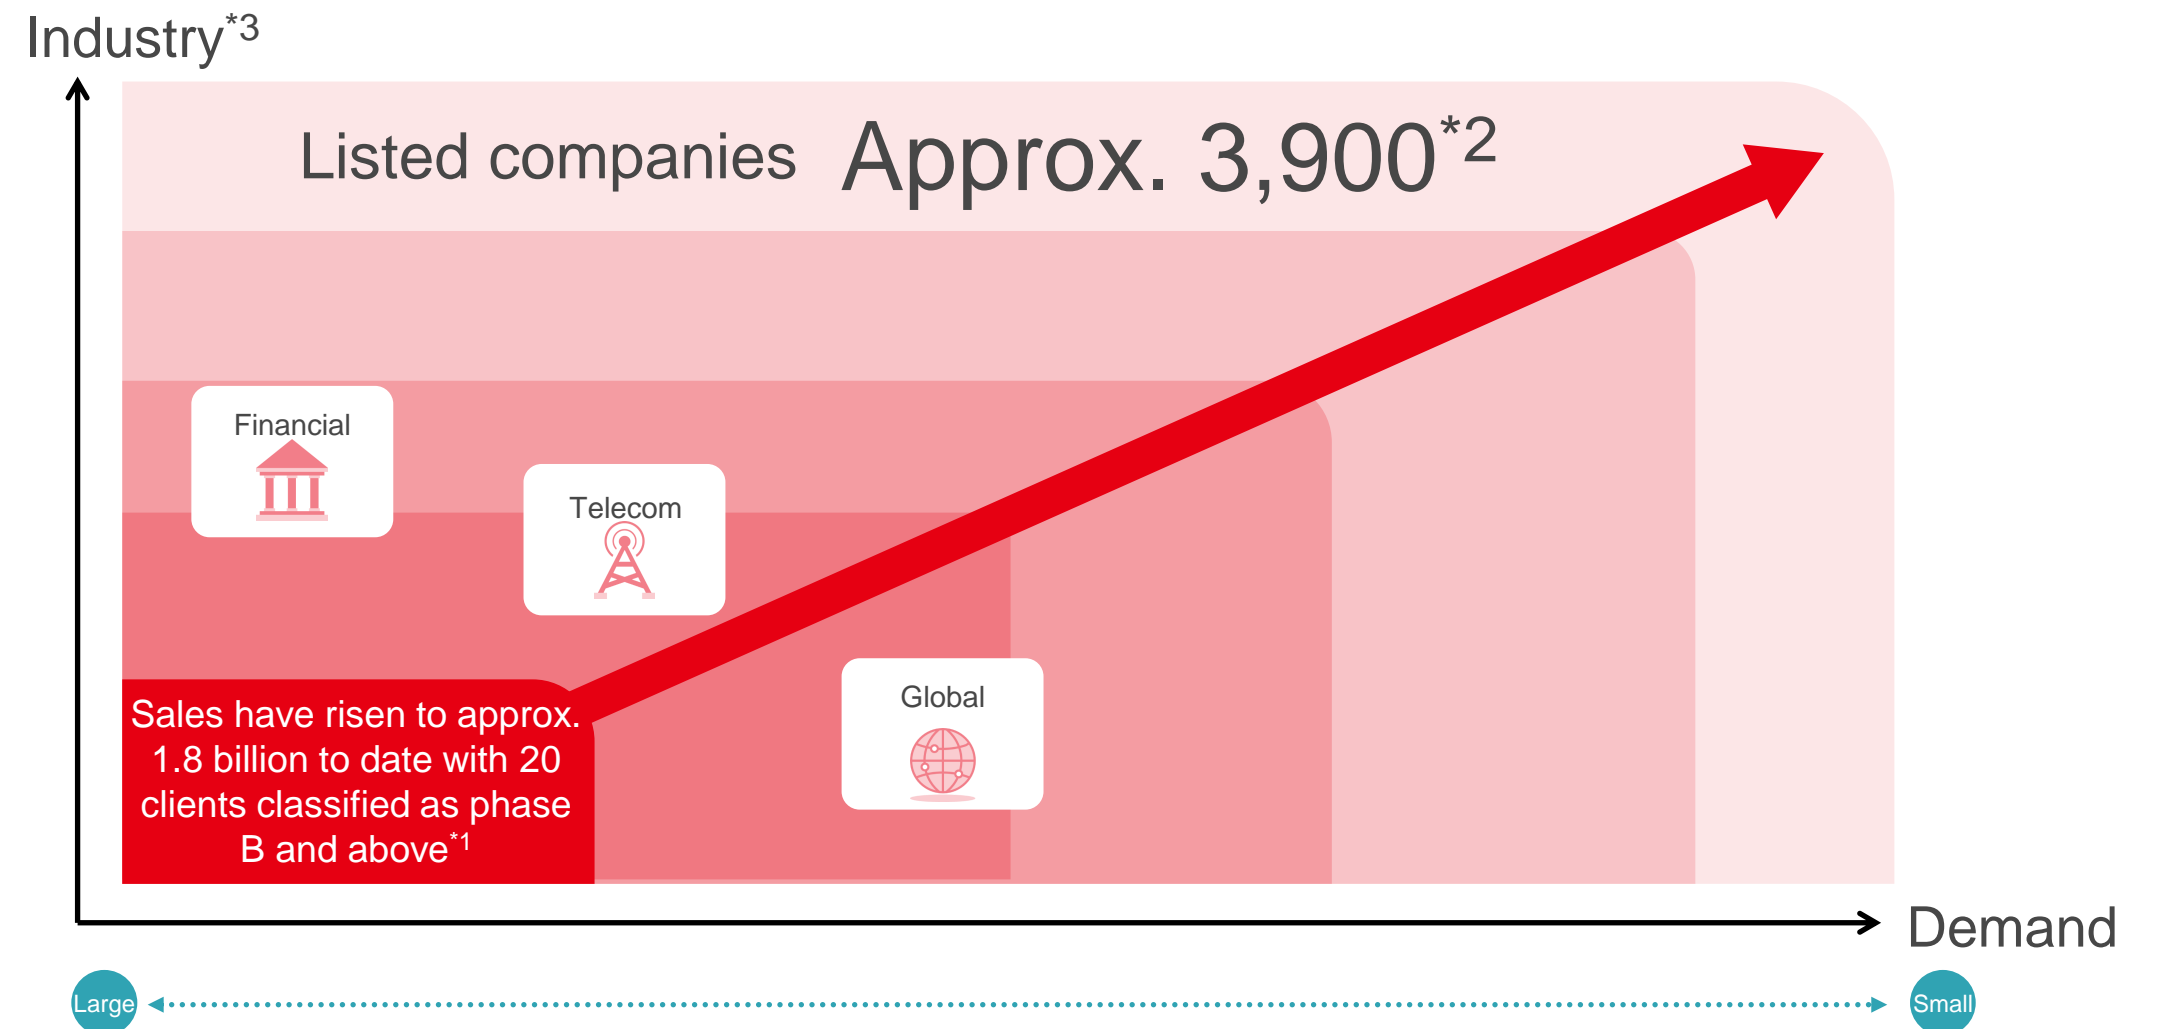 Industry*3
Listed companies Approx. 3,900*2
Financial
Telecom
Global
Sales have risen to approx.
1.8 billion to date with 20
clients classified as phase
B and above*1
Demand
Large
Small